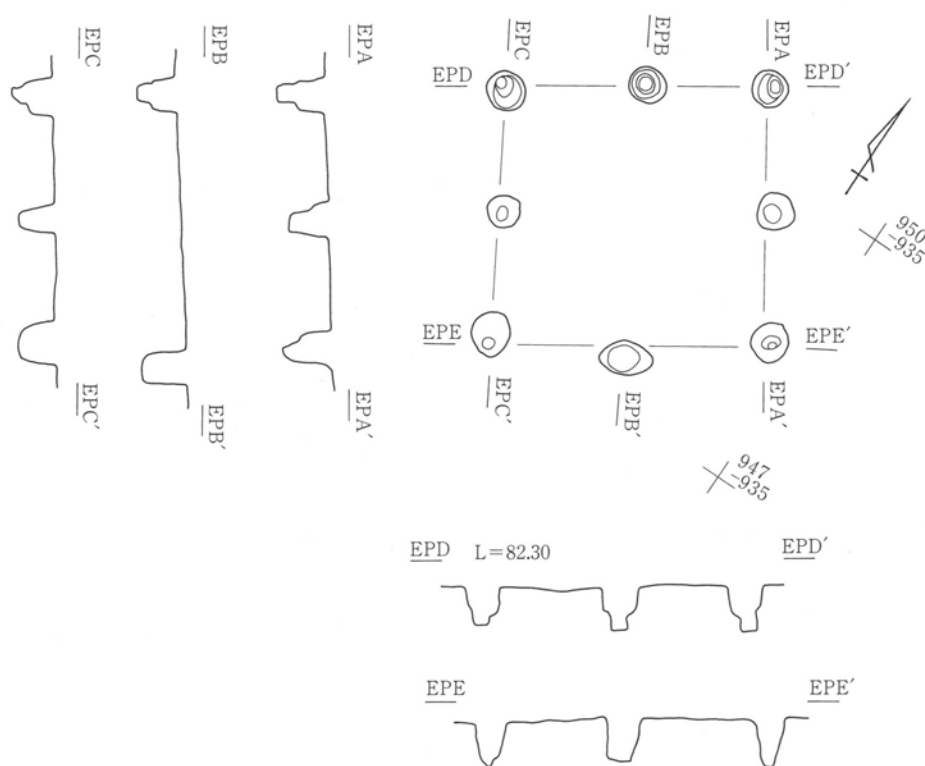 EPC
EPB
EPA
EPC′
EPB′
EPA′
EPC
EPB
EPA
EPD
EPD′
EPE
EPE′
EPC′
EPB′
EPA′
950
-935
947
-935
EPD L=82.30 EPD′
EPE EPE′